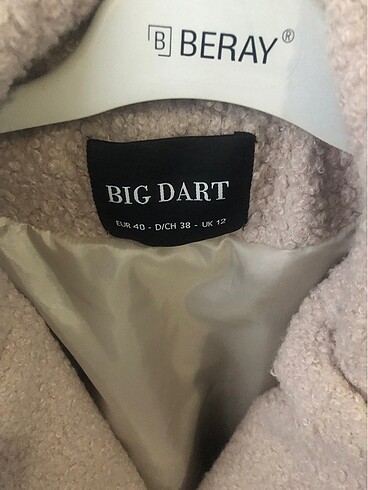 B BERAY®
BIG DART
EUR 40 - D/CH 38 - UK 12